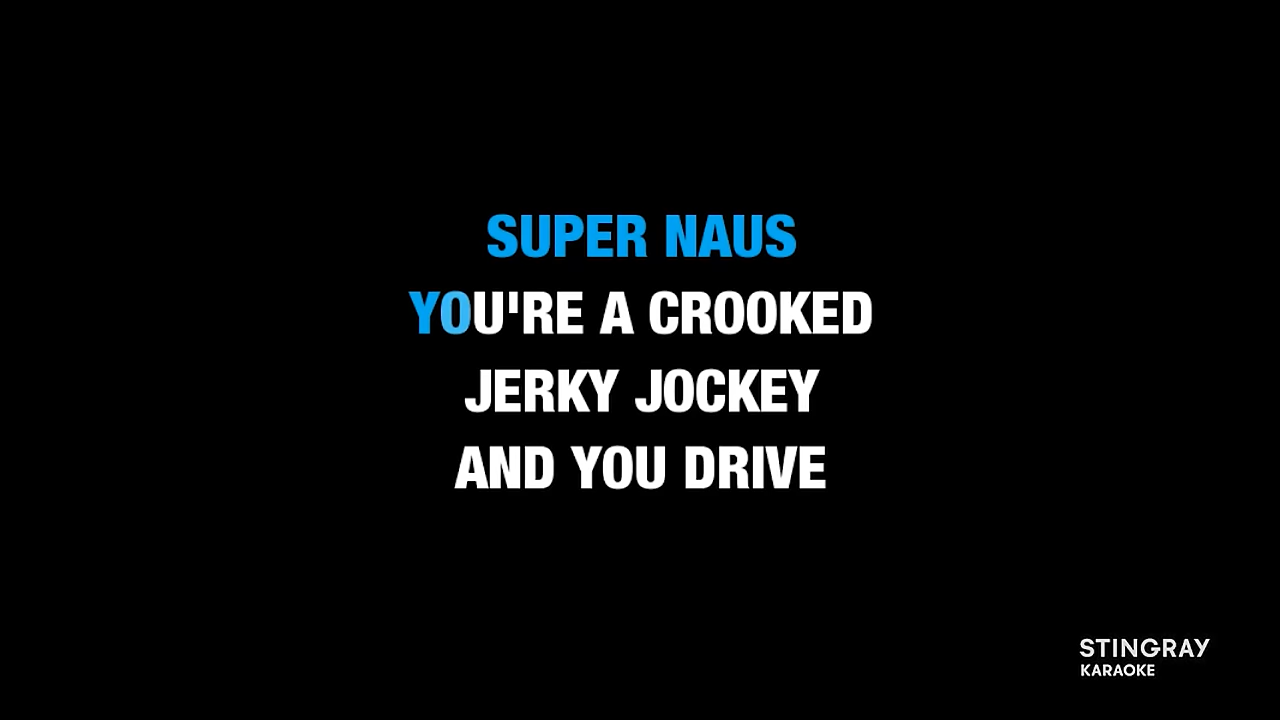 SUPER NAUS
YOU'RE A CROOKED
JERKY JOCKEY
AND YOU DRIVE
STINGRAY
KARAOKE